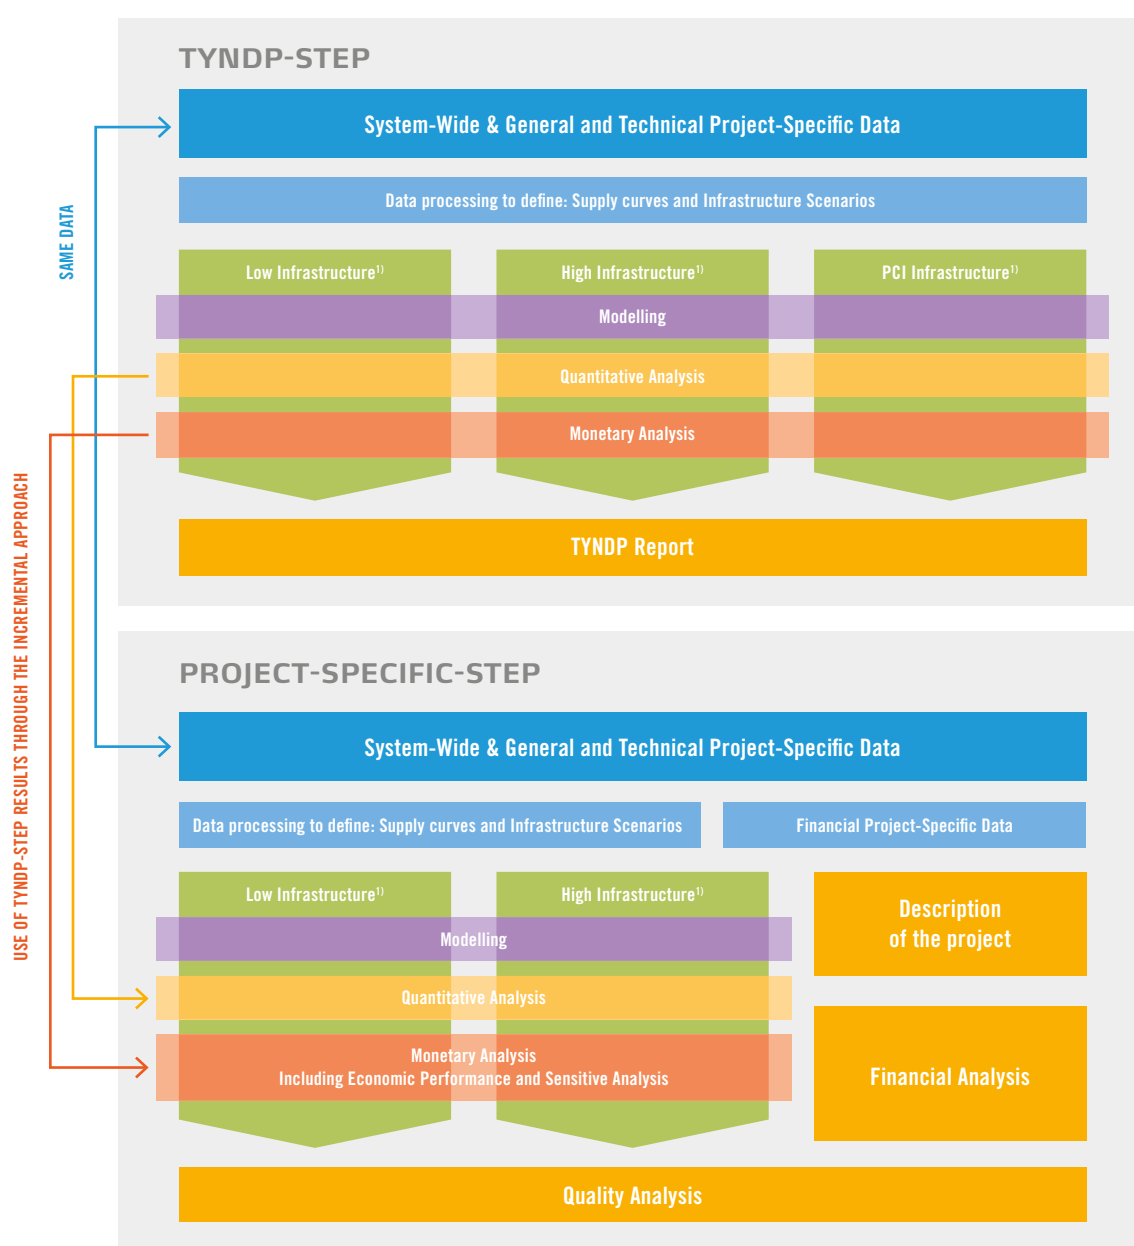 TYNDP-STEP
System-Wide & General and Technical Project-Specific Data
Data processing to define: Supply curves and Infrastructure Scenarios
Low Infrastructure¹⁾
High Infrastructure¹⁾
PCI Infrastructure¹⁾
Modelling
Quantitative Analysis
Monetary Analysis
TYNDP Report
SAME DATA
USE OF TYNDP-STEP RESULTS THROUGH THE INCREMENTAL APPROACH
PROJECT-SPECIFIC-STEP
System-Wide & General and Technical Project-Specific Data
Data processing to define: Supply curves and Infrastructure Scenarios
Financial Project-Specific Data
Low Infrastructure¹⁾
High Infrastructure¹⁾
Modelling
Quantitative Analysis
Monetary Analysis
Including Economic Performance and Sensitive Analysis
Description
of the project
Financial Analysis
Quality Analysis